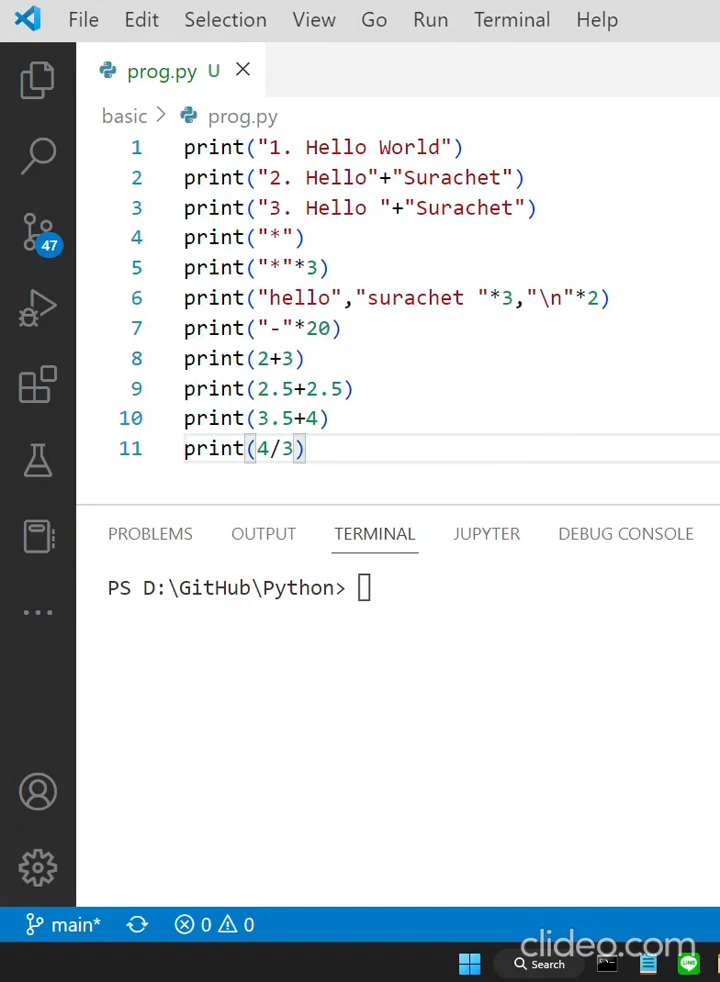 File Edit Selection View Go Run Terminal Help
prog.py U
basic > prog.py
1 print("1. Hello World")
2 print("2. Hello"+"Surachet")
3 print("3. Hello "+"Surachet")
4 print("*")
5 print("*"*3)
6 print("hello","surachet "*3,"\n"*2)
7 print("-"*20)
8 print(2+3)
9 print(2.5+2.5)
10 print(3.5+4)
11 print(4/3)
47
PROBLEMS OUTPUT TERMINAL JUPYTER DEBUG CONSOLE
PS D:\GitHub\Python>
main* 0 0
clideo.com
Search
LINE